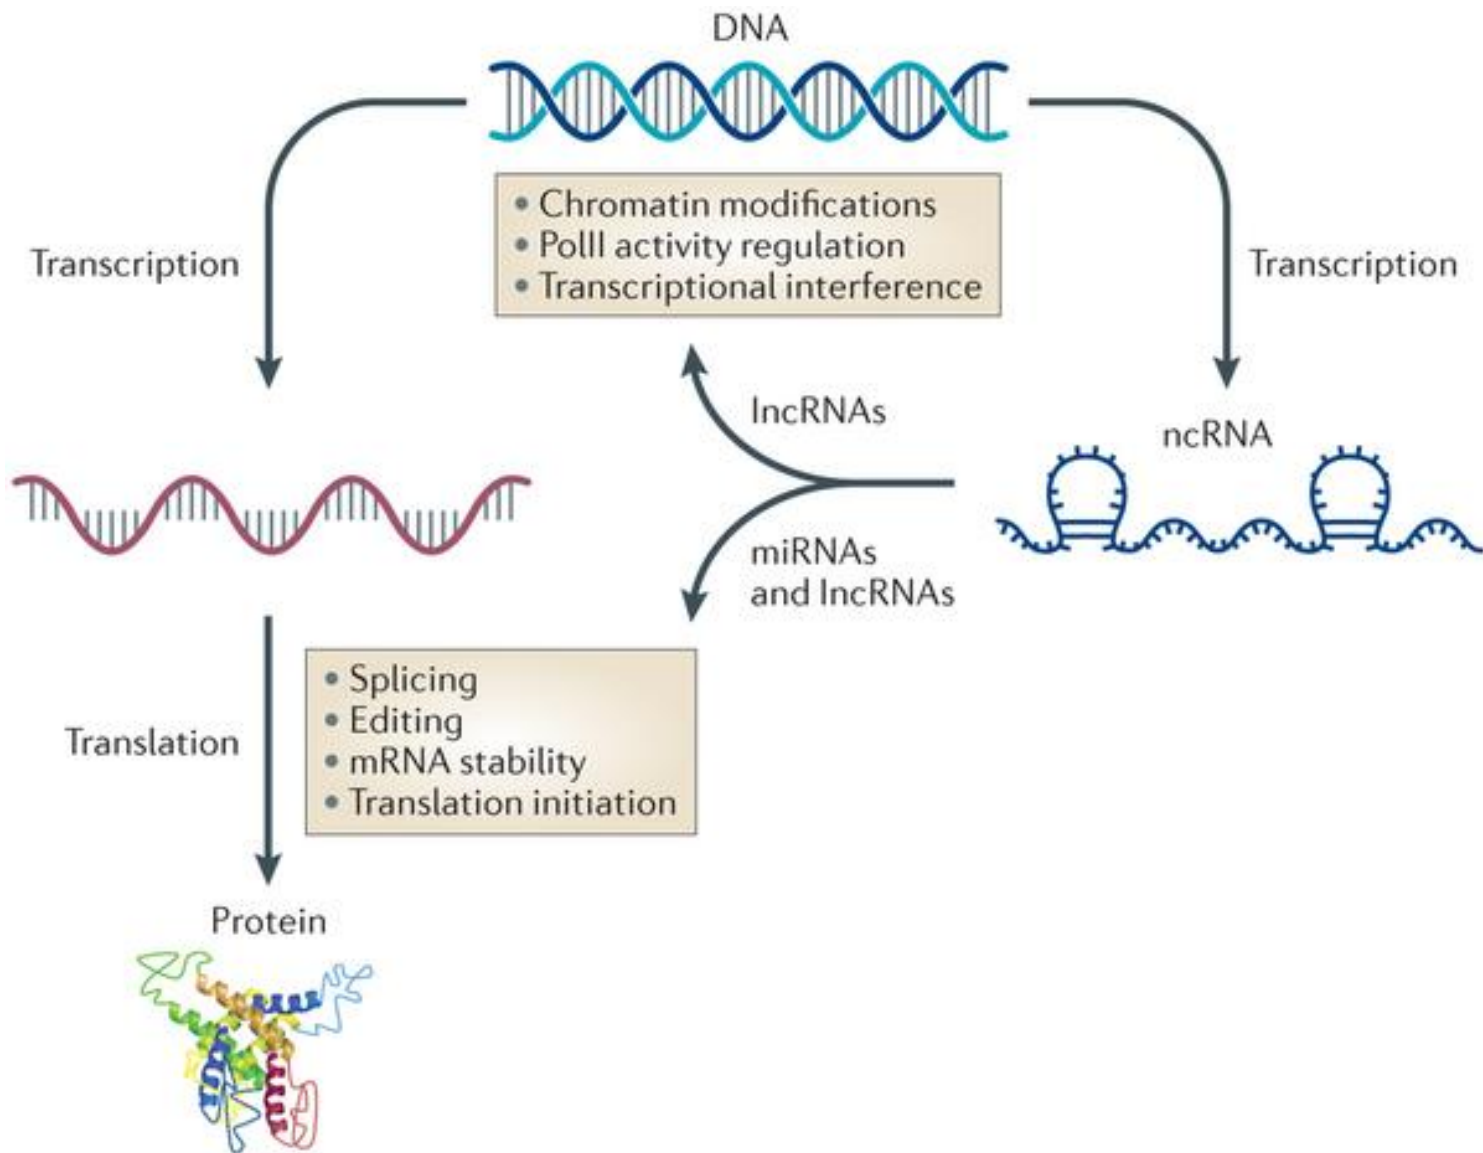 DNA
• Chromatin modifications
• PolII activity regulation
• Transcriptional interference
Transcription
Transcription
lncRNAs
ncRNA
miRNAs
and lncRNAs
• Splicing
• Editing
• mRNA stability
• Translation initiation
Translation
Protein